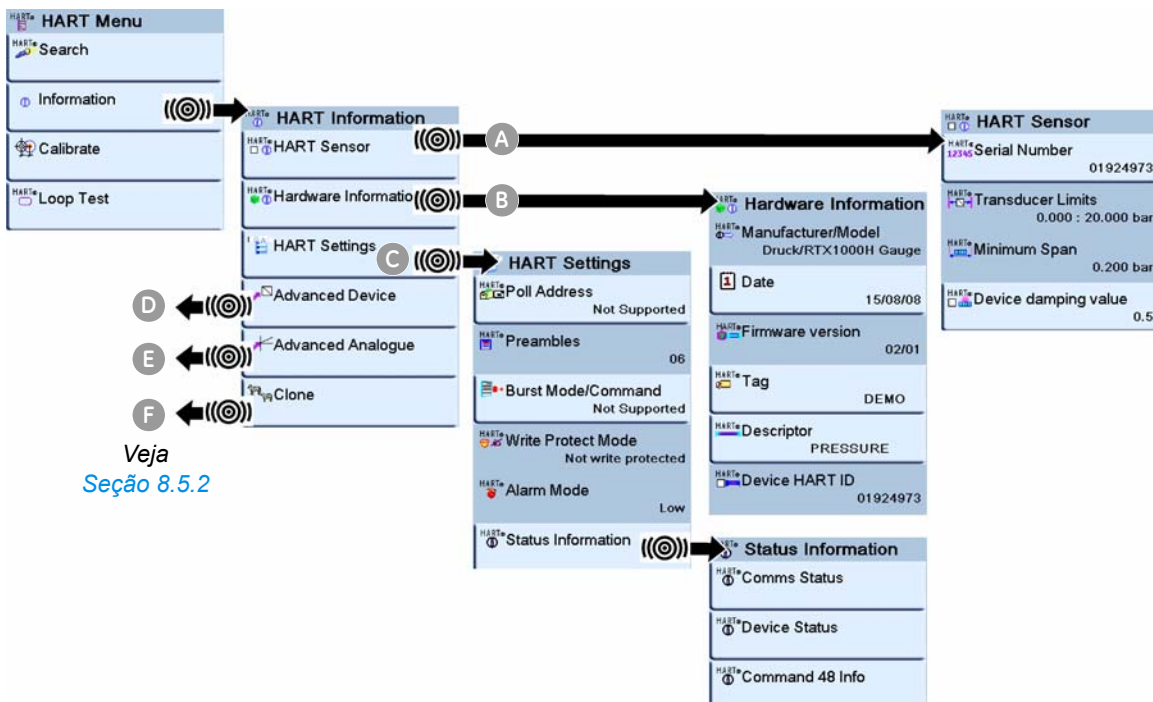 HART Menu
Search
Information
Calibrate
Loop Test
HART Information
HART Sensor
Hardware Informatio
HART Settings
Advanced Device
Advanced Analogue
Clone
A
B
C
D
E
F
Veja
Seção 8.5.2
HART Settings
Poll Address
Not Supported
Preambles
06
Burst Mode/Command
Not Supported
Write Protect Mode
Not write protected
Alarm Mode
Low
Status Information
Hardware Information
Manufacturer/Model
Druck/RTX1000H Gauge
Date
15/08/08
Firmware version
02/01
Tag
DEMO
Descriptor
PRESSURE
Device HART ID
01924973
Status Information
Comms Status
Device Status
Command 48 Info
HART Sensor
Serial Number
01924973
Transducer Limits
0.000 : 20.000 bar
Minimum Span
0.200 bar
Device damping value
0.5